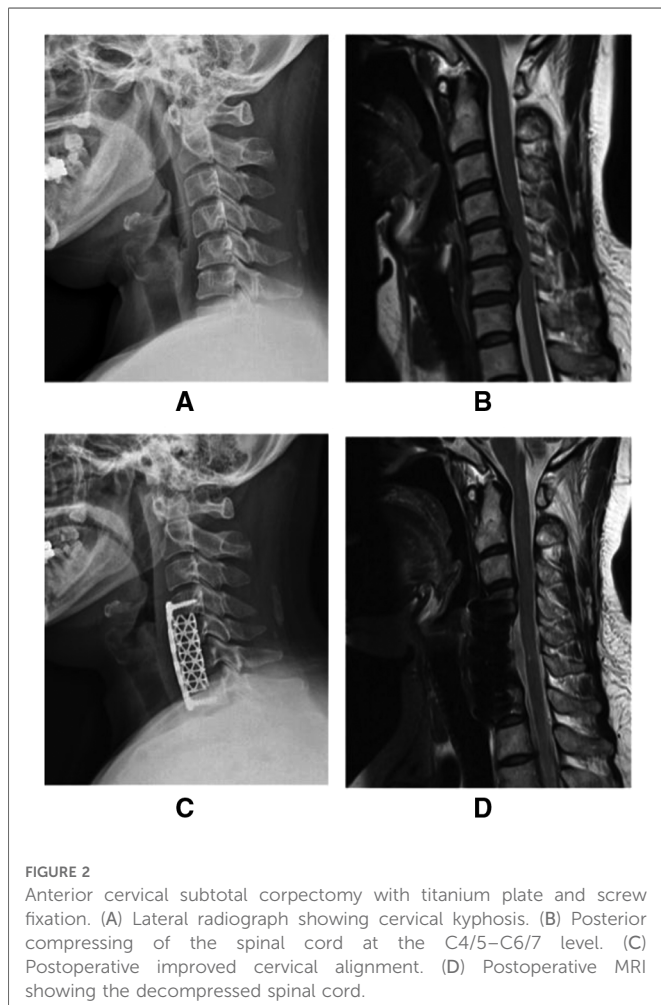 A
B
C
D
FIGURE 2
Anterior cervical subtotal corpectomy with titanium plate and screw
fixation. (A) Lateral radiograph showing cervical kyphosis. (B) Posterior
compressing of the spinal cord at the C4/5–C6/7 level. (C)
Postoperative improved cervical alignment. (D) Postoperative MRI
showing the decompressed spinal cord.